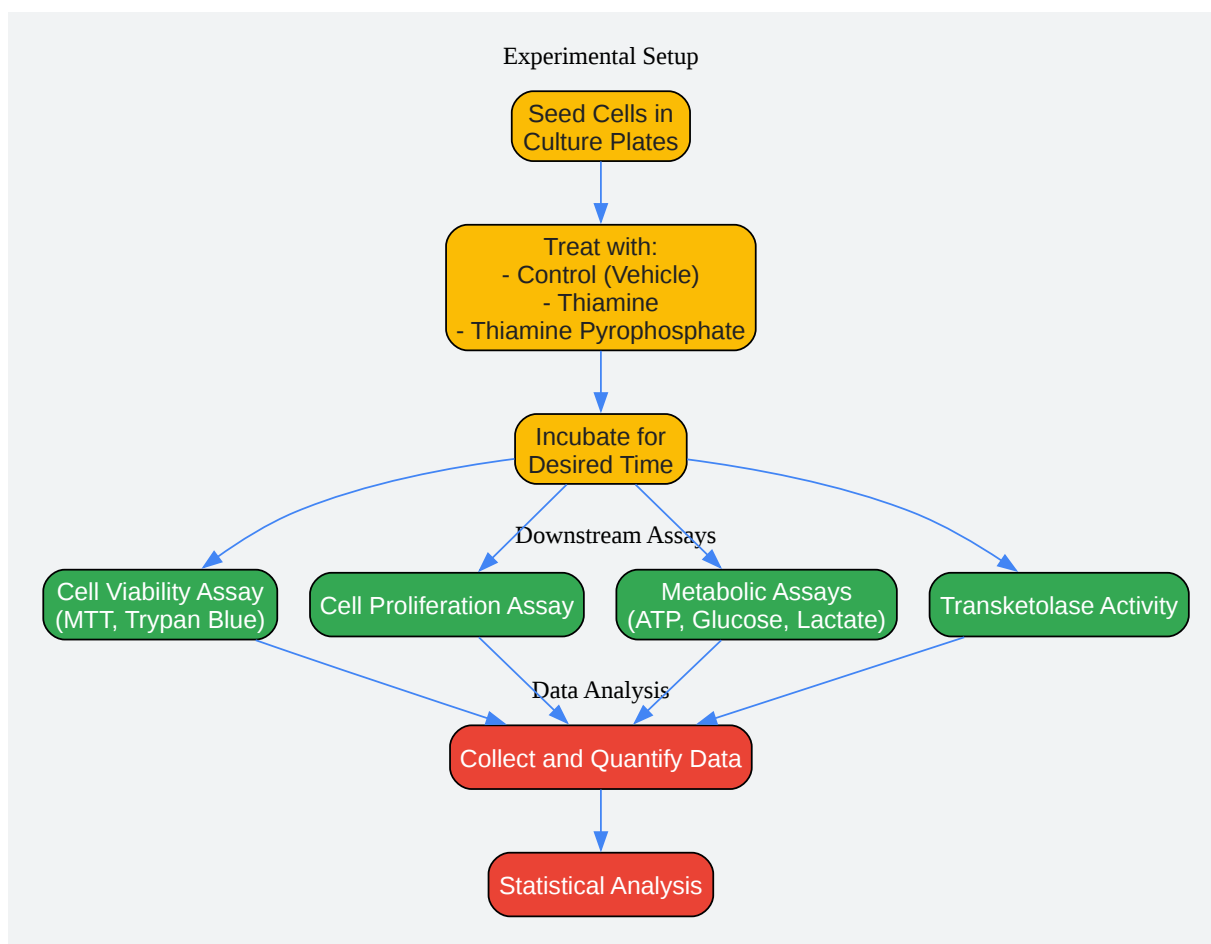 Experimental Setup
Seed Cells in
Culture Plates
Treat with:
- Control (Vehicle)
- Thiamine
- Thiamine Pyrophosphate
Incubate for
Desired Time
Downstream Assays
Cell Viability Assay
(MTT, Trypan Blue)
Cell Proliferation Assay
Metabolic Assays
(ATP, Glucose, Lactate)
Transketolase Activity
Data Analysis
Collect and Quantify Data
Statistical Analysis